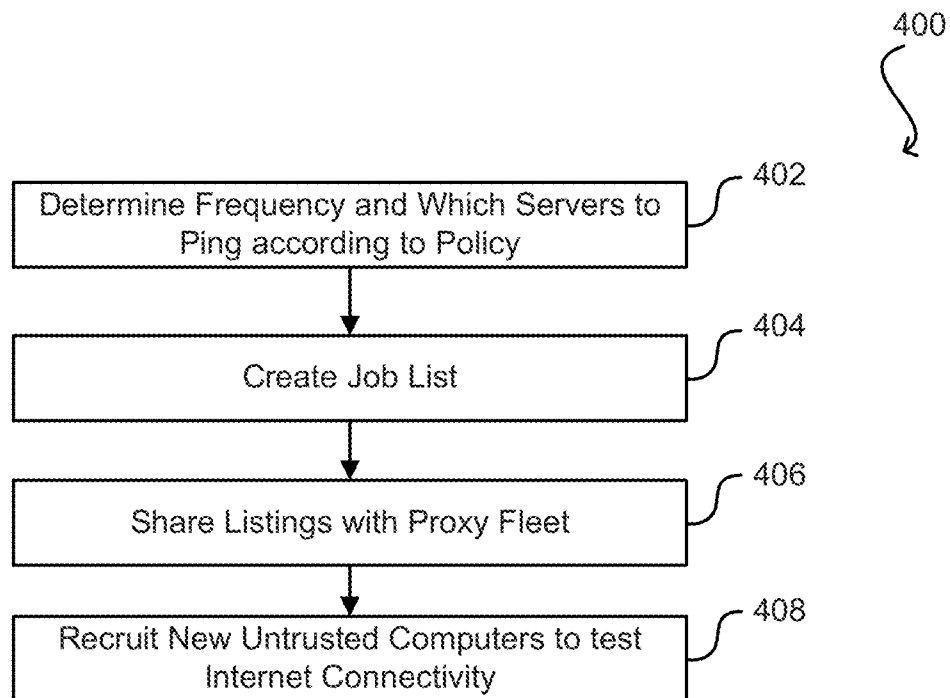 400
402
Determine Frequency and Which Servers to
Ping according to Policy
404
Create Job List
406
Share Listings with Proxy Fleet
408
Recruit New Untrusted Computers to test
Internet Connectivity